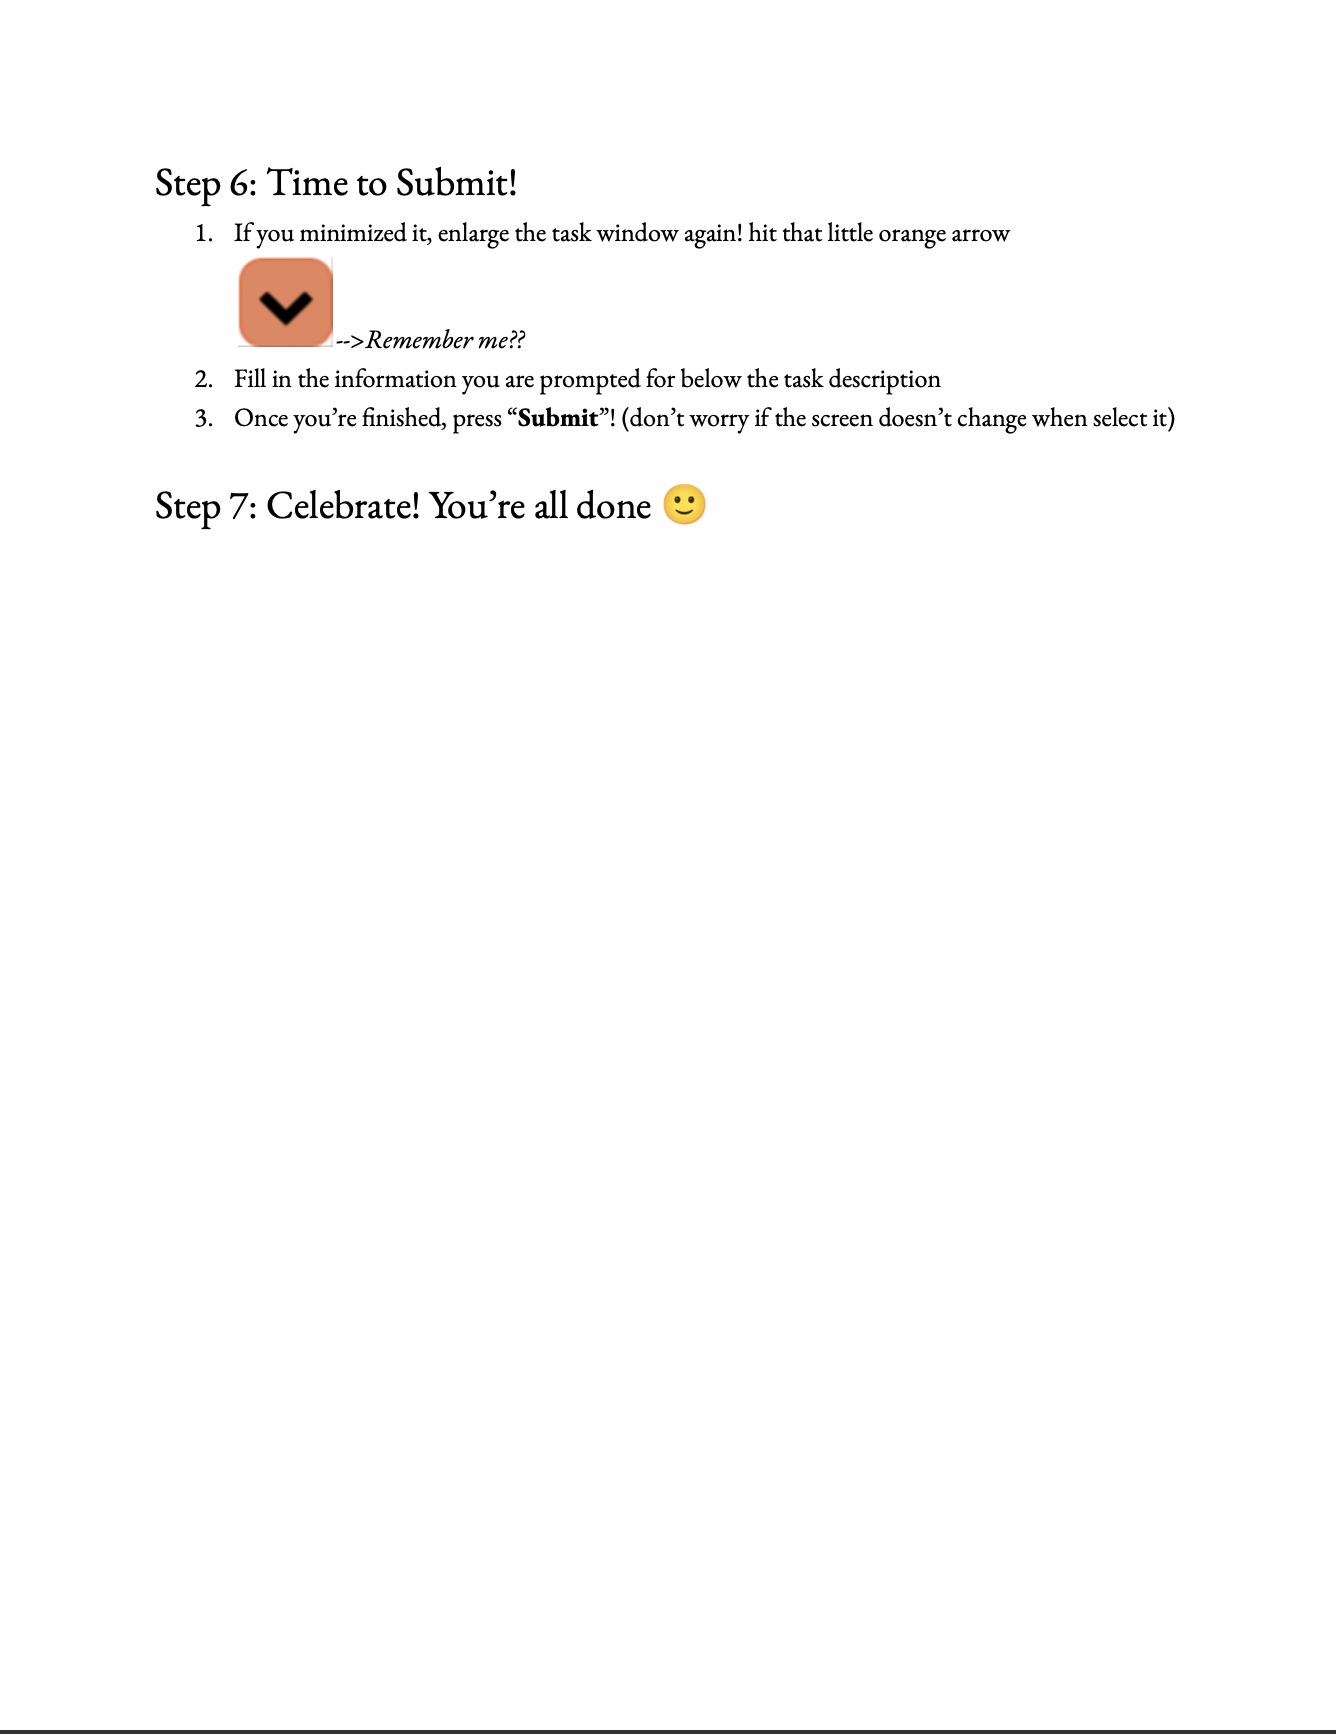 Step 6: Time to Submit!
1. If you minimized it, enlarge the task window again! hit that little orange arrow
-->Remember me??
2. Fill in the information you are prompted for below the task description
3. Once you’re finished, press “Submit”! (don’t worry if the screen doesn’t change when select it)
Step 7: Celebrate! You’re all done 🙂